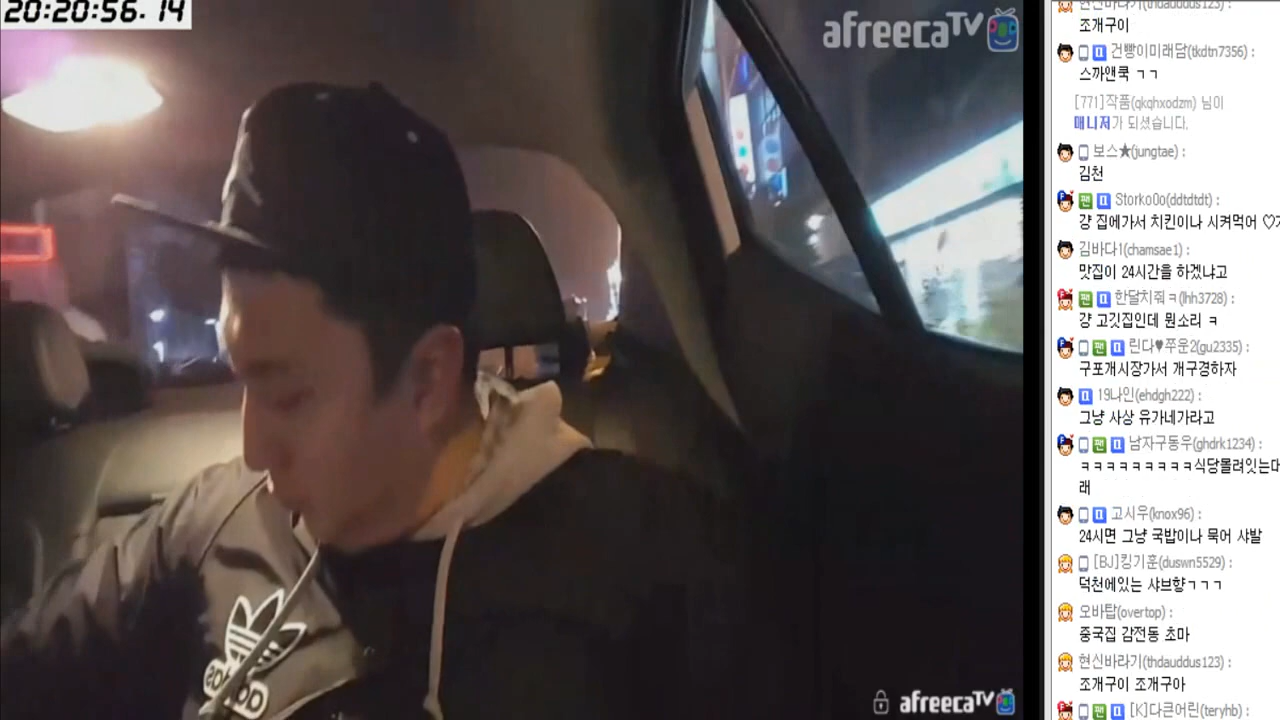 20:20:56.14
afreecaTV
adidas
afreecaTV
현신바라기(thdauddus123) :
조개구이
건빵이미래담(tkdtn7356) :
스까앤쿡 ㄱㄱ
[771]작품(qkqhxodzm) 님이
매니저가 되셨습니다.
보스★(jungtae) :
김천
Storko0o(ddtdtdt) :
걍 집에가서 치킨이나 시켜먹어 ♡
김바다1(chamsae1) :
맛집이 24시간을 하겠냐고
한달치줘ㅋ(lhh3728) :
걍 고깃집인데 뭔소리 ㅋ
린다♥쭈운2(gu2335) :
구포개시장가서 개구경하자
19나인(ehdgh222) :
그냥 사상 유가네가라고
남자구동우(ghdrk1234) :
ㅋㅋㅋㅋㅋㅋㅋㅋㅋ식당몰려잇는데
래
고시우(knox96) :
24시면 그냥 국밥이나 묵어 샤발
[BJ]킹기훈(duswn5529) :
덕천에있는 샤브향ㄱㄱㄱ
오바탑(overtop) :
중국집 감전동 초마
현신바라기(thdauddus123) :
조개구이 조개구아
[K]다큰어린(teryhb) :